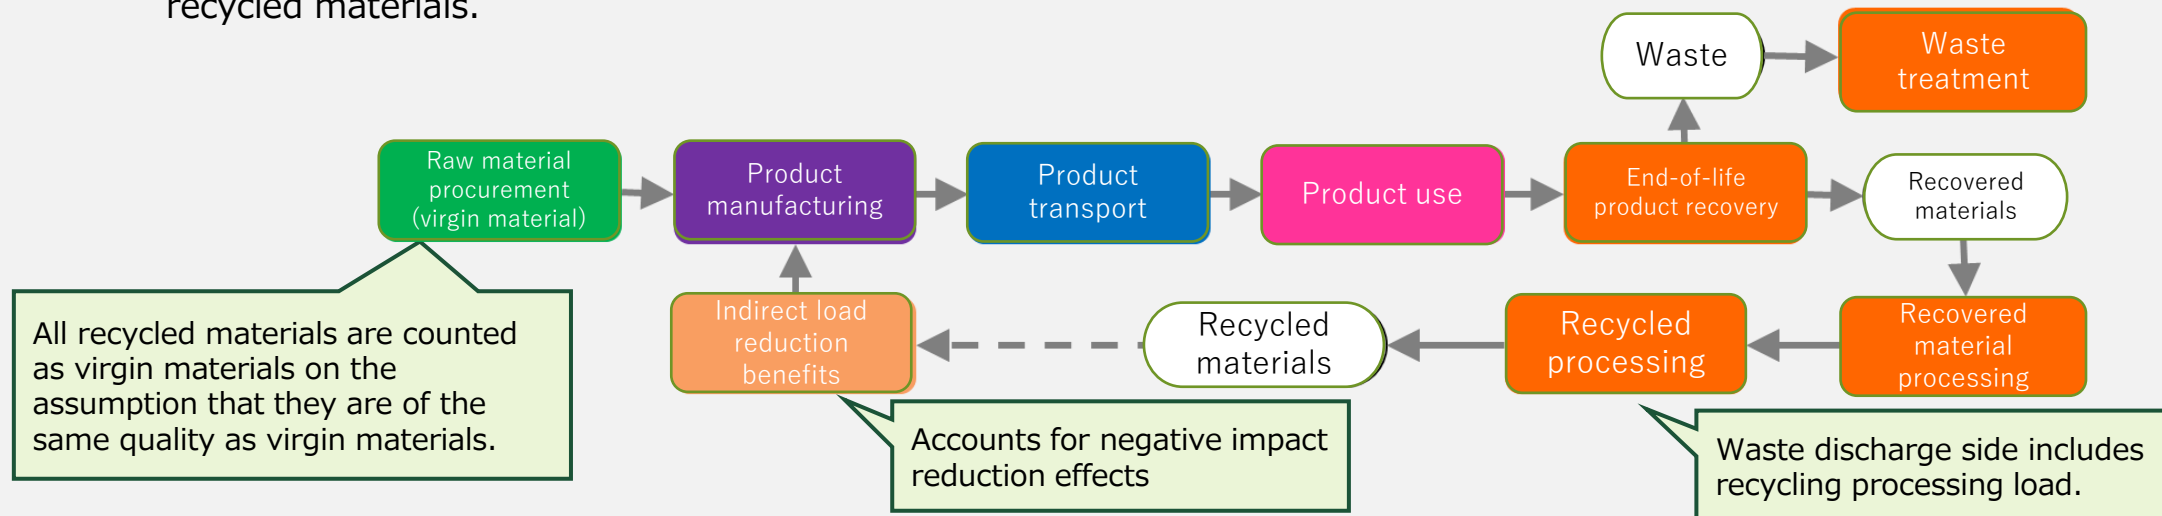 recycled materials.
Waste
Waste
treatment
Raw material
procurement
(virgin material)
Product
manufacturing
Product
transport
Product use
End-of-life
product recovery
Recovered
materials
Indirect load
reduction
benefits
Recycled
materials
Recycled
processing
Recovered
material
processing
All recycled materials are counted
as virgin materials on the
assumption that they are of the
same quality as virgin materials.
Accounts for negative impact
reduction effects
Waste discharge side includes
recycling processing load.